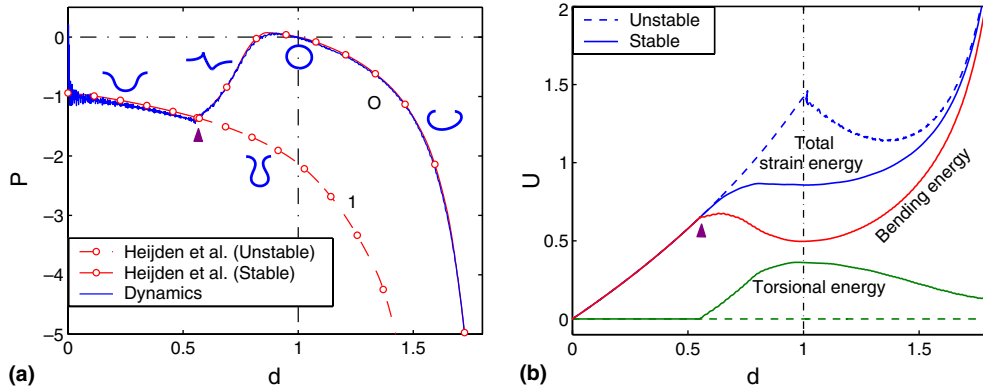 0
−1
−2
−3
−4
−5
P
O
1
Heijden et al. (Unstable)
Heijden et al. (Stable)
Dynamics
0
0.5
1
1.5
d
(a)
2
1.5
1
0.5
0
U
Unstable
Stable
Total
strain energy
Bending energy
Torsional energy
0
0.5
1
1.5
d
(b)